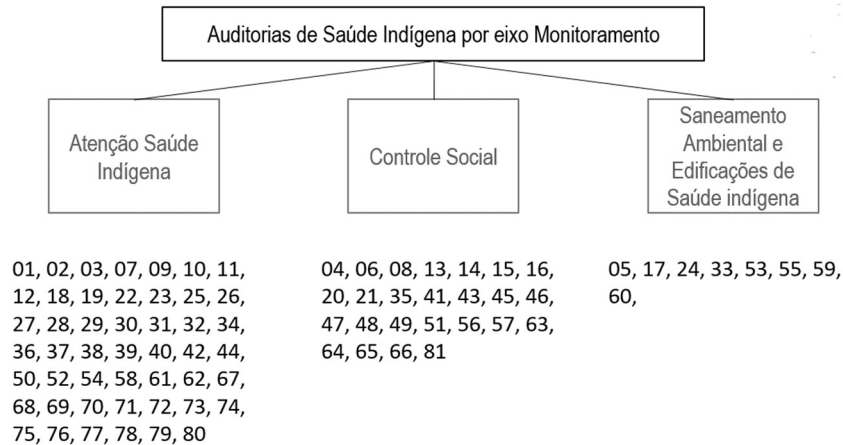 Auditorias de Saúde Indígena por eixo Monitoramento
Atenção Saúde
Indígena
Controle Social
Saneamento
Ambiental e
Edificações de
Saúde indígena
01, 02, 03, 07, 09, 10, 11,
12, 18, 19, 22, 23, 25, 26,
27, 28, 29, 30, 31, 32, 34,
36, 37, 38, 39, 40, 42, 44,
50, 52, 54, 58, 61, 62, 67,
68, 69, 70, 71, 72, 73, 74,
75, 76, 77, 78, 79, 80
04, 06, 08, 13, 14, 15, 16,
20, 21, 35, 41, 43, 45, 46,
47, 48, 49, 51, 56, 57, 63,
64, 65, 66, 81
05, 17, 24, 33, 53, 55, 59,
60,